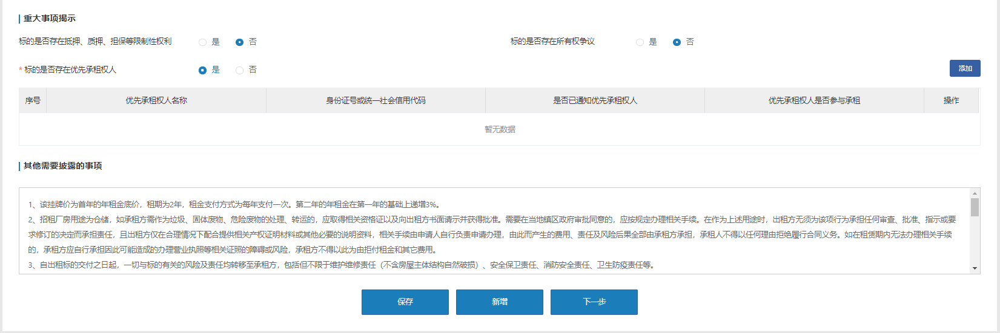 重大事项揭示
标的是否存在抵押、质押、担保等限制性权利 是 否 标的是否存在所有权争议 是 否
* 标的是否存在优先承租权人 是 否 添加
序号 优先承租权人名称 身份证号或统一社会信用代码 是否已通知优先承租权人 优先承租权人是否参与承租 操作
暂无数据
其他需要披露的事项
1、该挂牌价为首年的年租金底价，租期为2年，租金支付方式为每年支付一次。第二年的年租金在第一年的基础上递增3%。
2、招租厂房用途为仓储，如承租方需作为垃圾、固体废物、危险废物的处理、转运的，应取得相关资格证以及向出租方书面请示并获得批准。需要在当地镇区政府审批同意的，应按规定办理相关手续。在作为上述用途时，出租方无须为该项行为承担任何审查、批准、指示或要
求修订的决定而承担责任，且出租方仅在合理情况下配合提供相关产权证明材料或其他必要的说明资料，相关手续由申请人自行负责申请办理，由此而产生的费用、责任及风险后果全部由承租方承担，承租人不得以任何理由拒绝履行合同义务。如在租赁期内无法办理相关手续
的，承租方应自行承担因此可能造成的办理营业执照等相关证照的障碍或风险，承租方不得以此为由拒付租金和其它费用。
3、自出租标的交付之日起，一切与标的有关的风险及责任均转移至承租方，包括但不限于维护维修责任（不含房屋主体结构自然破损）、安全保卫责任、消防安全责任、卫生防疫责任等。
保存 新增 下一步